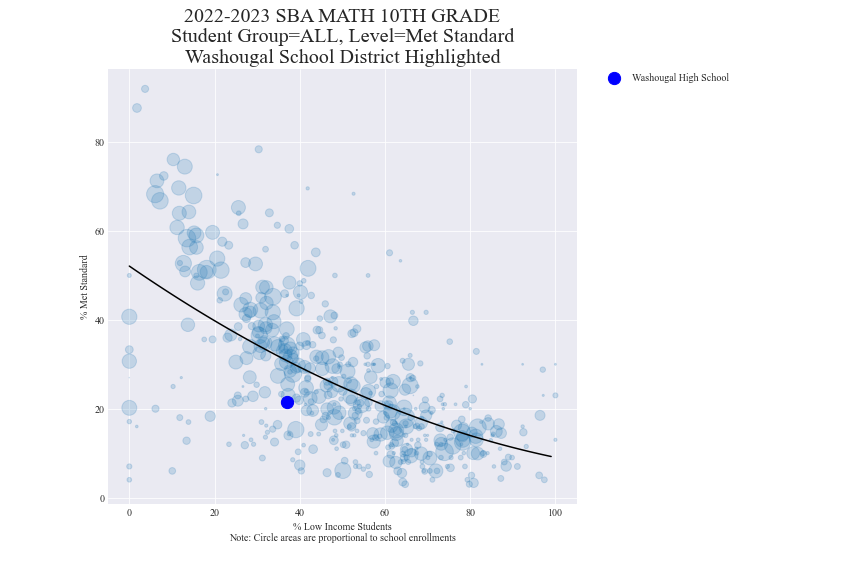 2022-2023 SBA MATH 10TH GRADE
Student Group=ALL, Level=Met Standard
Washougal School District Highlighted
Washougal High School
80
60
% Met Standard
40
20
0
0 20 40 60 80 100
% Low Income Students
Note: Circle areas are proportional to school enrollments